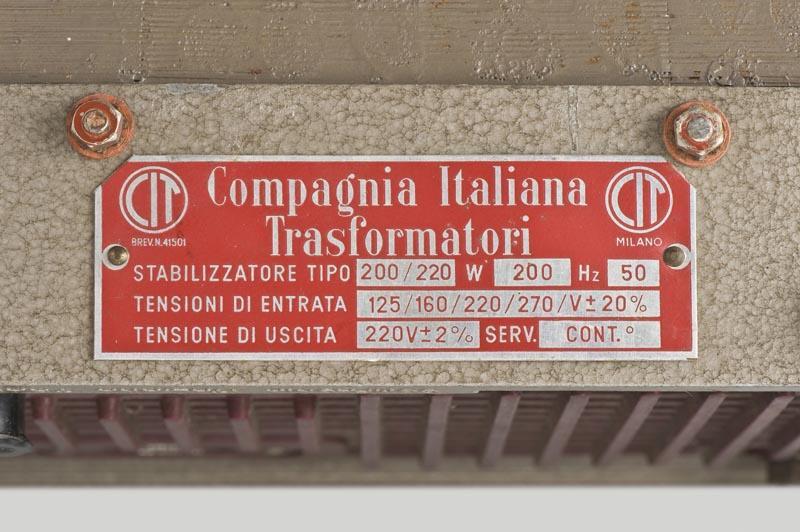 CIT Compagnia Italiana CIT
BREV.N.41501 Trasformatori MILANO
STABILIZZATORE TIPO 200/220 W 200 Hz 50
TENSIONI DI ENTRATA 125/160/220/270/V±20%
TENSIONE DI USCITA 220V±2% SERV. CONT.°